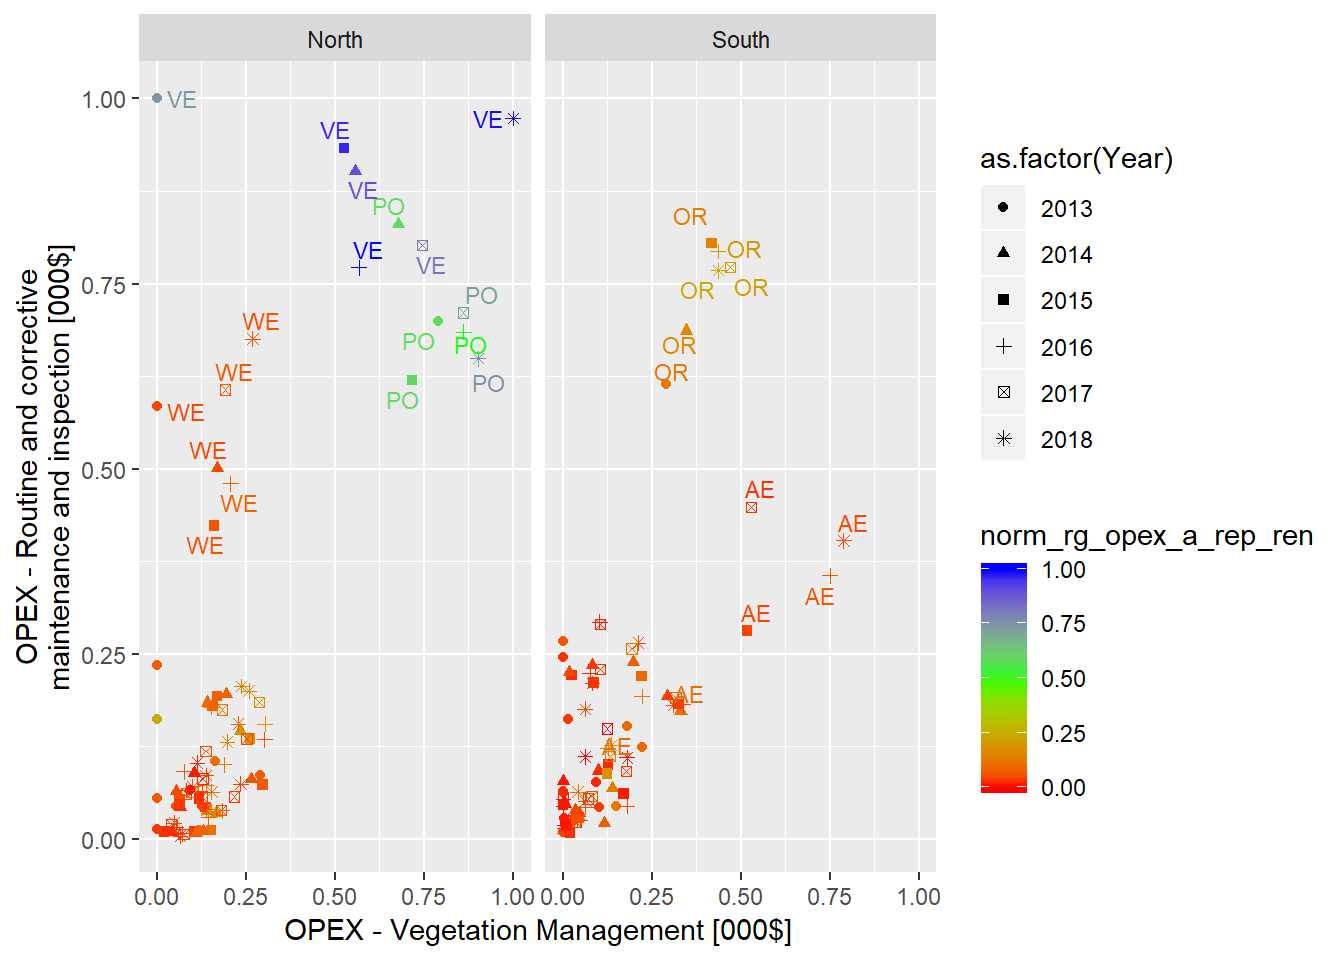 North
South
1.00
0.75
0.50
0.25
0.00
OPEX - Routine and corrective
maintenance and inspection [000$]
VE
VE
VE
VE
PO
VE
VE
PO
PO
PO
PO
PO
WE
WE
WE
WE
WE
WE
OR
OR
OR
OR
OR
OR
AE
AE
AE
AE
AE
AE
0.00
0.25
0.50
0.75
1.00
0.00
0.25
0.50
0.75
1.00
OPEX - Vegetation Management [000$]
as.factor(Year)
2013
2014
2015
2016
2017
2018
norm_rg_opex_a_rep_ren
1.00
0.75
0.50
0.25
0.00